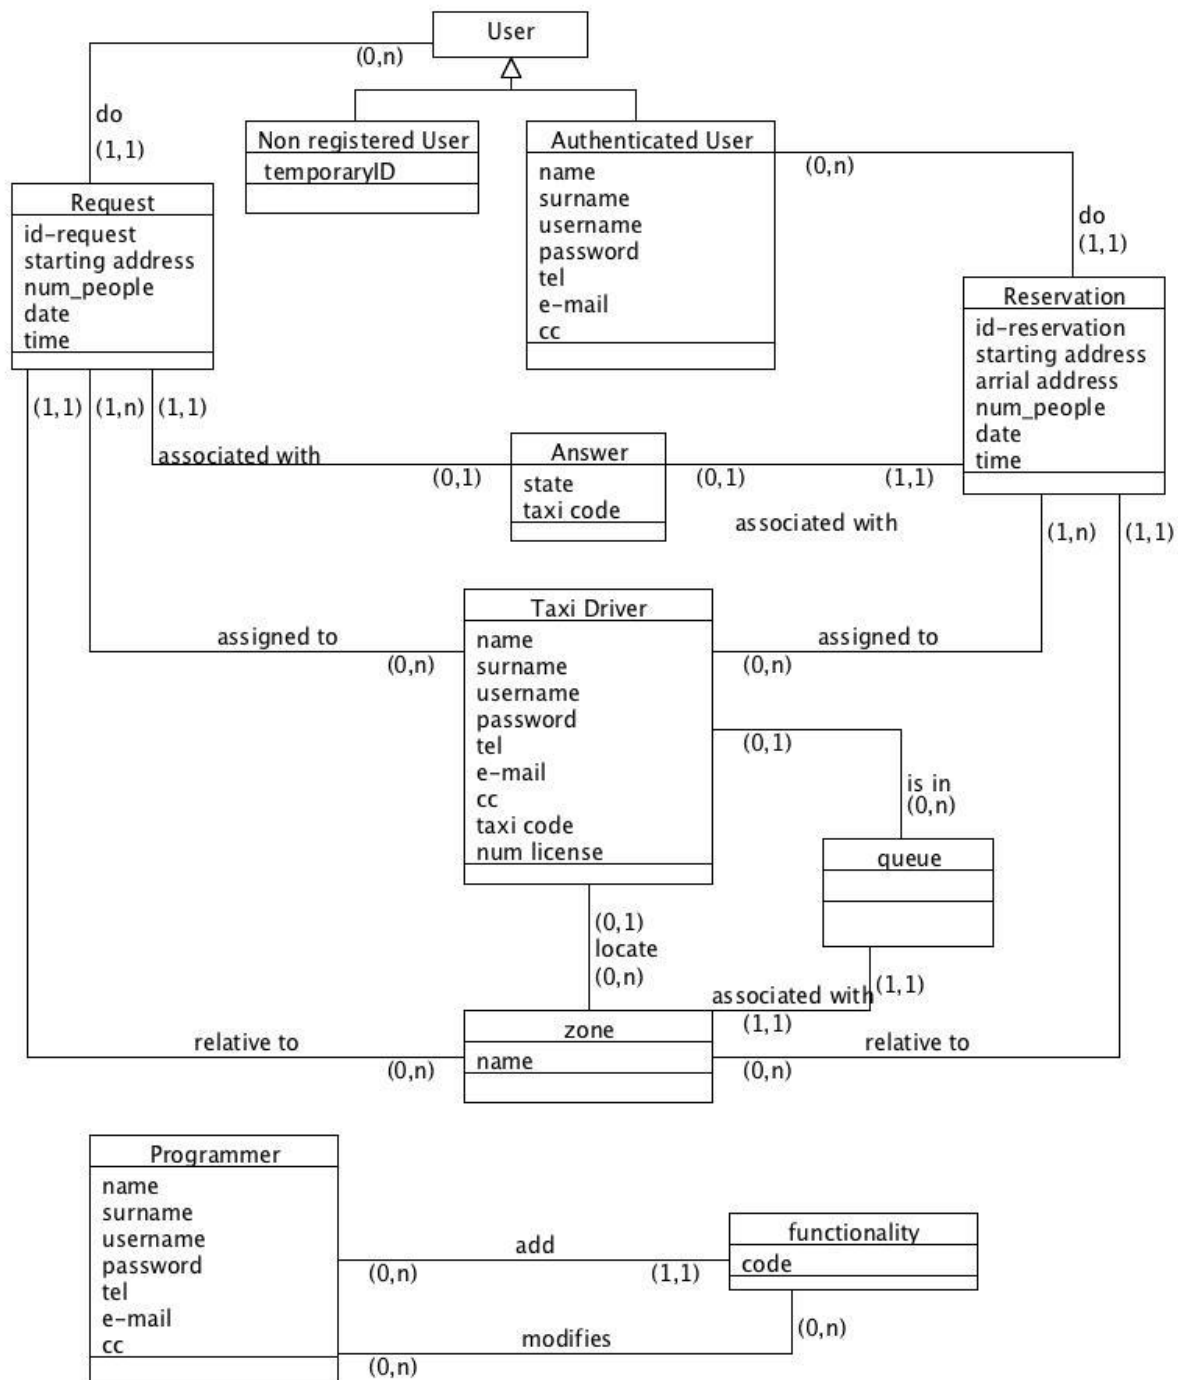 User
(0,n)
do
(1,1)
Non registered User
temporaryID
Authenticated User
name
surname
username
password
tel
e-mail
cc
(0,n)
do
(1,1)
Request
id-request
starting address
num_people
date
time
Reservation
id-reservation
starting address
arrial address
num_people
date
time
(1,1) (1,n) (1,1)
associated with
(0,1)
Answer
state
taxi code
(0,1)
(1,1)
associated with
(1,n) (1,1)
assigned to
(0,n)
Taxi Driver
name
surname
username
password
tel
e-mail
cc
taxi code
num license
assigned to
(0,n)
(0,1)
is in
(0,n)
queue
(0,1)
locate
(0,n)
associated with
(1,1)
(1,1)
relative to
(0,n)
zone
name
relative to
(0,n)
Programmer
name
surname
username
password
tel
e-mail
cc
add
(0,n)
(1,1)
functionality
code
modifies
(0,n)
(0,n)